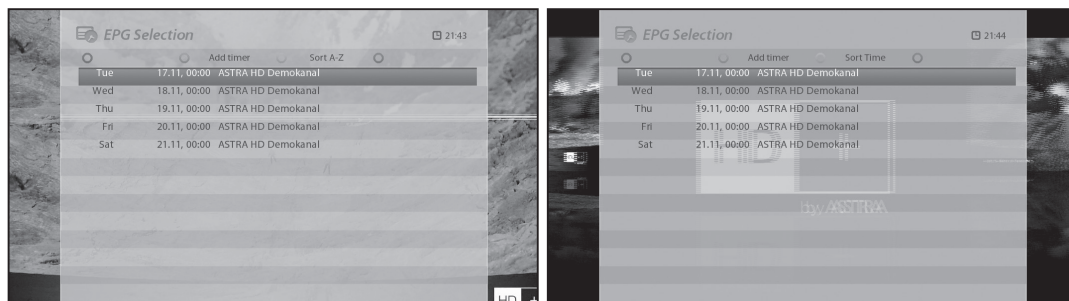 EPG Selection 21:43
Add timer Sort A-Z
Tue 17.11, 00:00 ASTRA HD Demokanal
Wed 18.11, 00:00 ASTRA HD Demokanal
Thu 19.11, 00:00 ASTRA HD Demokanal
Fri 20.11, 00:00 ASTRA HD Demokanal
Sat 21.11, 00:00 ASTRA HD Demokanal
HD +
EPG Selection 21:44
Add timer Sort Time
Tue 17.11, 00:00 ASTRA HD Demokanal
Wed 18.11, 00:00 ASTRA HD Demokanal
Thu 19.11, 00:00 ASTRA HD Demokanal
Fri 20.11, 00:00 ASTRA HD Demokanal
Sat 21.11, 00:00 ASTRA HD Demokanal
HD